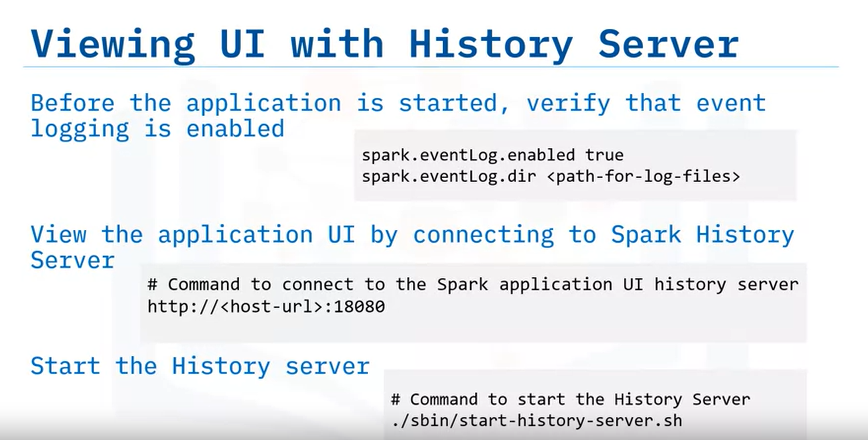 Viewing UI with History Server
Before the application is started, verify that event
logging is enabled
spark.eventLog.enabled true
spark.eventLog.dir <path-for-log-files>
View the application UI by connecting to Spark History
Server
# Command to connect to the Spark application UI history server
http://<host-url>:18080
Start the History server
# Command to start the History Server
./sbin/start-history-server.sh